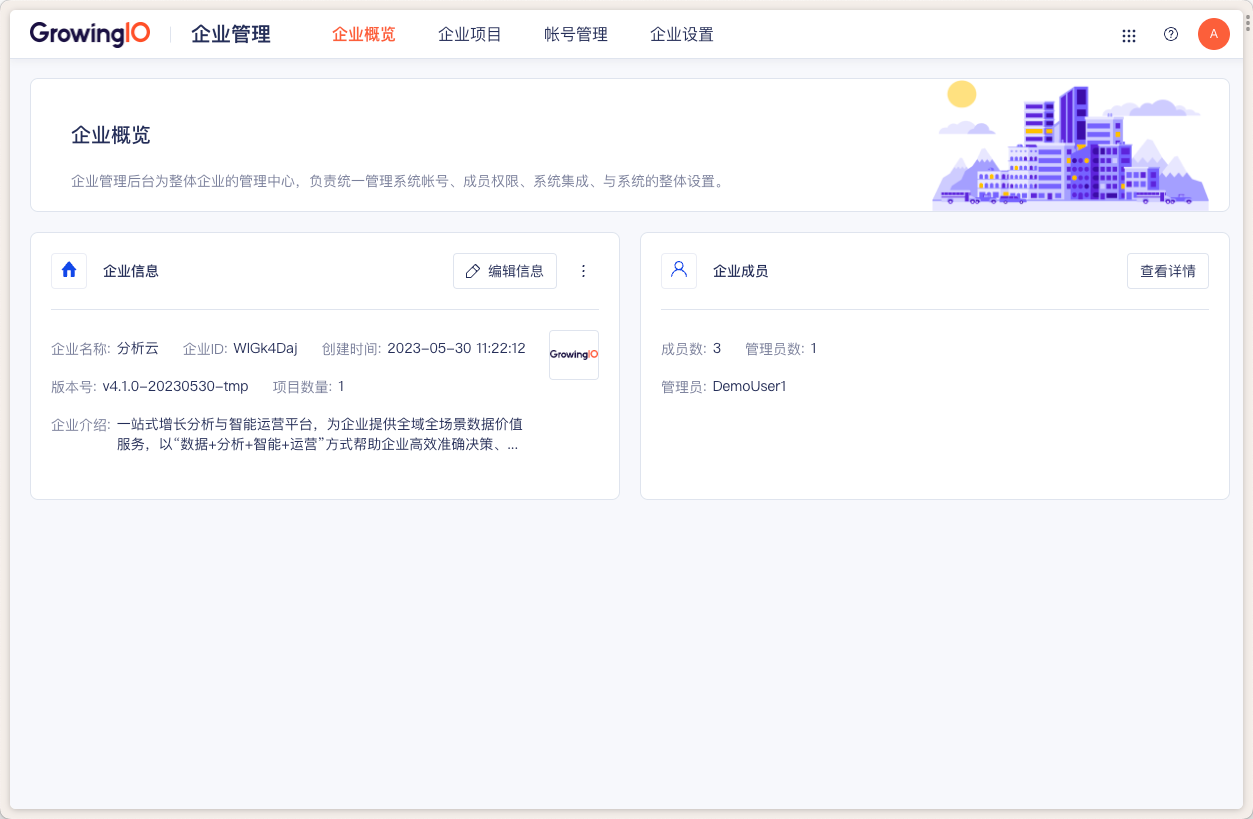 GrowingIO 企业管理 企业概览 企业项目 帐号管理 企业设置 A
企业概览
企业管理后台为整体企业的管理中心，负责统一管理系统帐号、成员权限、系统集成、与系统的整体设置。
企业信息 编辑信息
企业名称: 分析云 企业ID: WlGk4Daj 创建时间: 2023-05-30 11:22:12
GrowingIO
版本号: v4.1.0-20230530-tmp 项目数量: 1
企业介绍: 一站式增长分析与智能运营平台，为企业提供全域全场景数据价值
服务，以“数据+分析+智能+运营”方式帮助企业高效准确决策、...
企业成员 查看详情
成员数: 3 管理员数: 1
管理员: DemoUser1